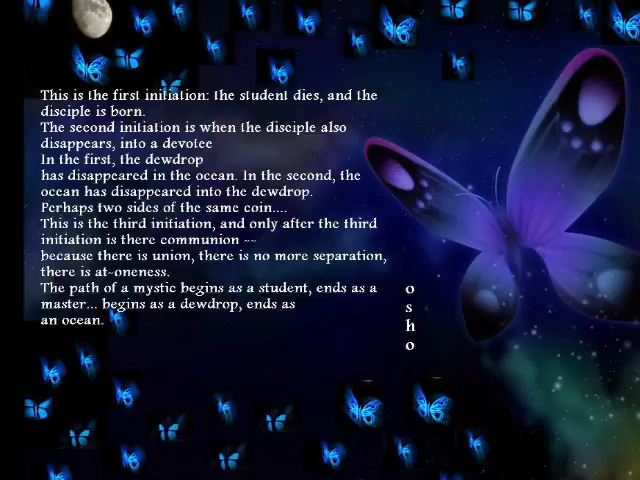 This is the first initiation: the student dies, and the
disciple is born.
The second initiation is when the disciple also
disappears, into a devotee
In the first, the dewdrop
has disappeared in the ocean. In the second, the
ocean has disappeared into the dewdrop.
Perhaps two sides of the same coin....
This is the third initiation, and only after the third
initiation is there communion ~~
because there is union, there is no more separation,
there is at-oneness.
The path of a mystic begins as a student, ends as a
master... begins as a dewdrop, ends as
an ocean.
o
s
h
o